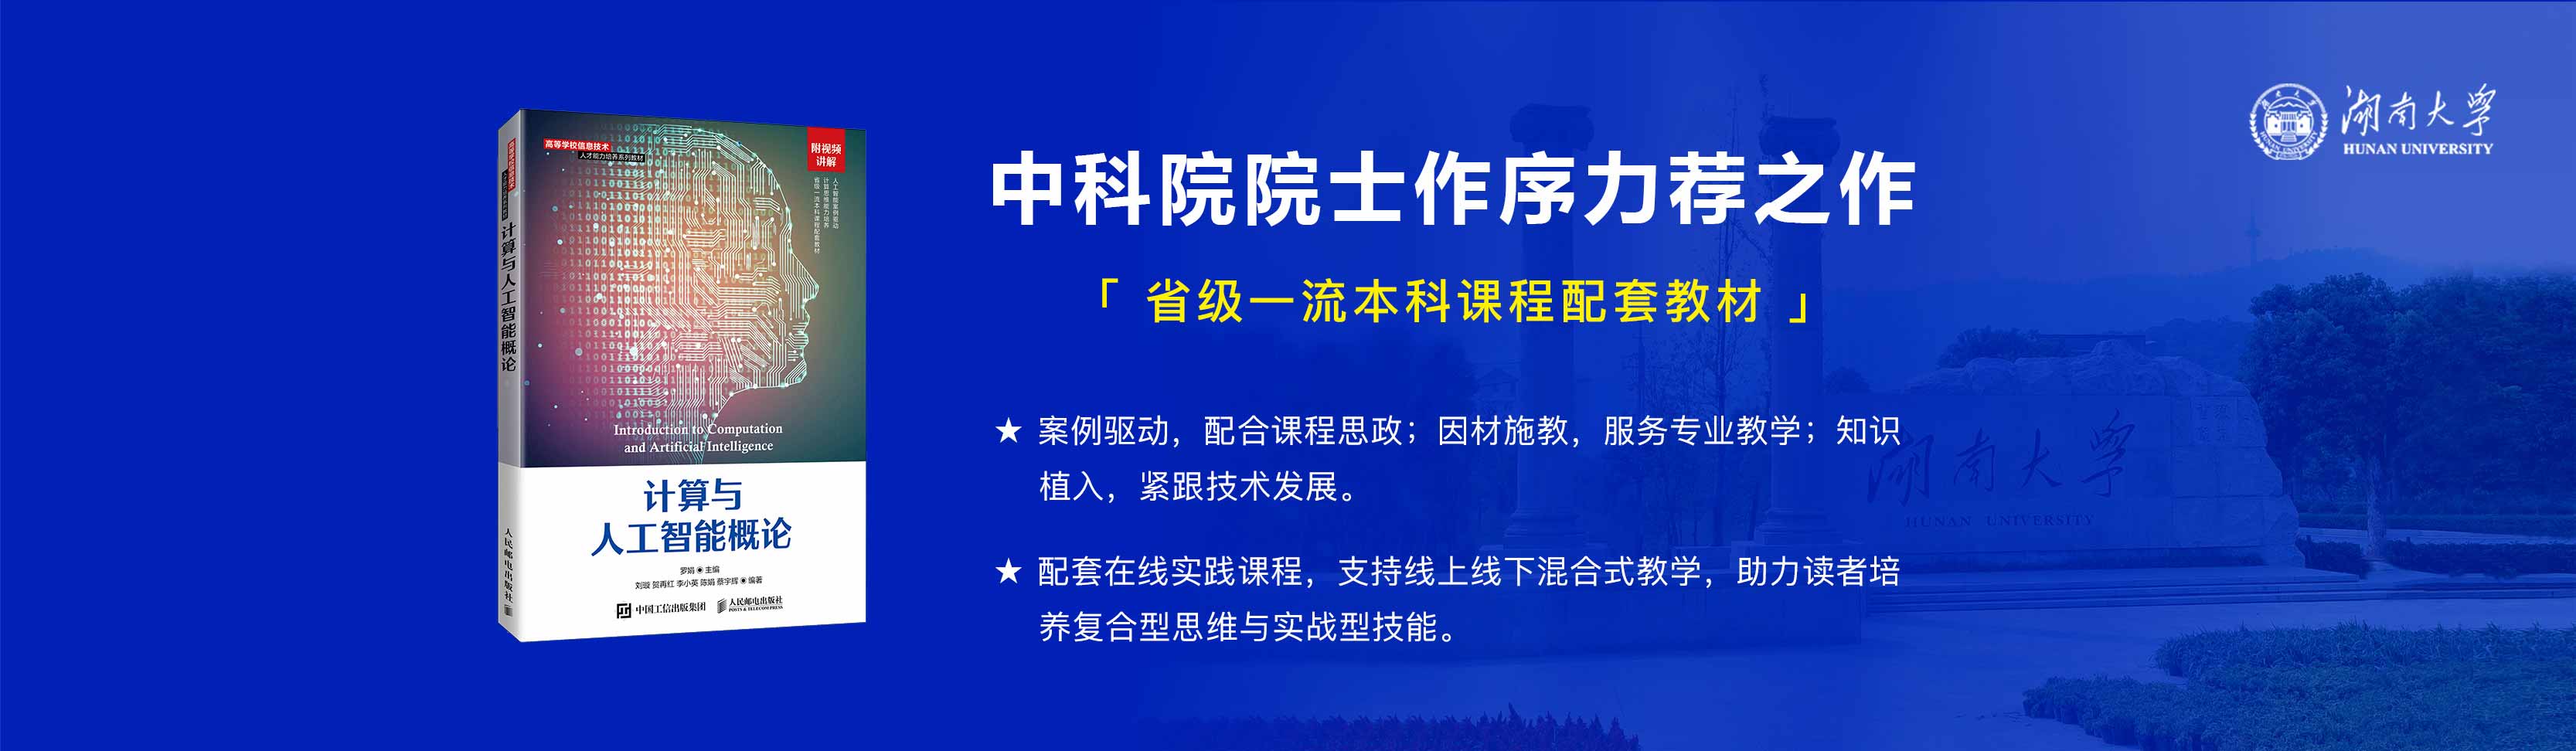 湖南大学
HUNAN UNIVERSITY
中科院院士作序力荐之作
「 省级一流本科课程配套教材 」
★ 案例驱动，配合课程思政；因材施教，服务专业教学；知识
植入，紧跟技术发展。
★ 配套在线实践课程，支持线上线下混合式教学，助力读者培
养复合型思维与实战型技能。
高等学校信息技术
人才能力培养系列教材
附视频
讲解
人工智能案例驱动
计算思维能力培养
省级一流本科课程配套教材
Introduction to Computation
and Artificial Intelligence
计算与
人工智能概论
罗娟 ◉ 主编
刘璇 贺再红 李小英 陈娟 蔡宇辉 ◉ 编著
中国工信出版集团
人民邮电出版社
POSTS & TELECOM PRESS
高等学校信息技术
计算与人工智能概论
人民邮电出版社
湖南大学
HUNAN UNIVERSITY